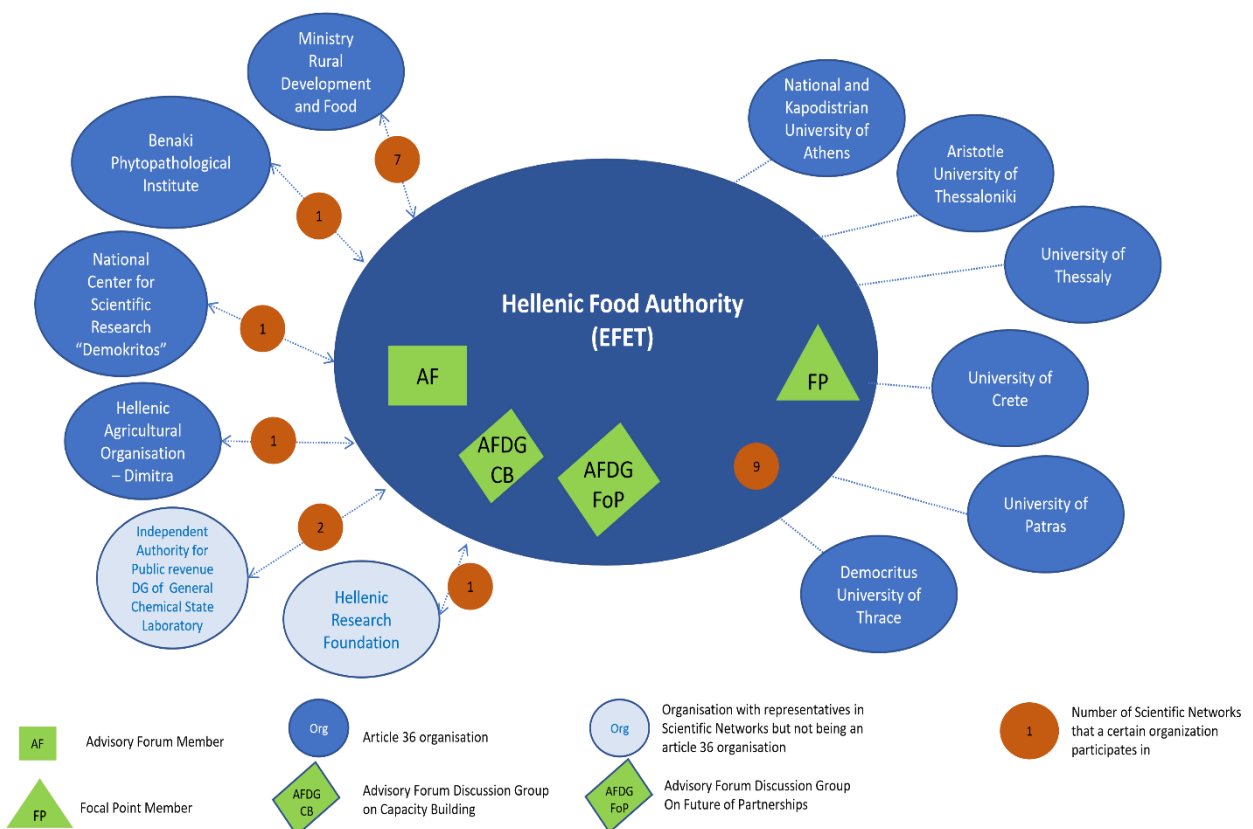 Ministry
Rural
Development
and Food
7
Benaki
Phytopathological
Institute
1
National
Center for
Scientific
Research
“Demokritos”
1
Hellenic
Agricultural
Organisation
– Dimitra
1
Independent
Authority for
Public revenue
DG of General
Chemical State
Laboratory
2
Hellenic
Research
Foundation
1
Hellenic Food Authority
(EFET)
AF
AFDG
CB
AFDG
FoP
FP
9
National and
Kapodistrian
University of
Athens
Aristotle
University of
Thessaloniki
University of
Thessaly
University of
Crete
University of
Patras
Democritus
University of
Thrace
AF
Advisory Forum Member
Org
Article 36 organisation
Org
Organisation with representatives in
Scientific Networks but not being an
article 36 organisation
1
Number of Scientific Networks
that a certain organization
participates in
FP
Focal Point Member
AFDG
CB
Advisory Forum Discussion Group
on Capacity Building
AFDG
FoP
Advisory Forum Discussion Group
On Future of Partnerships